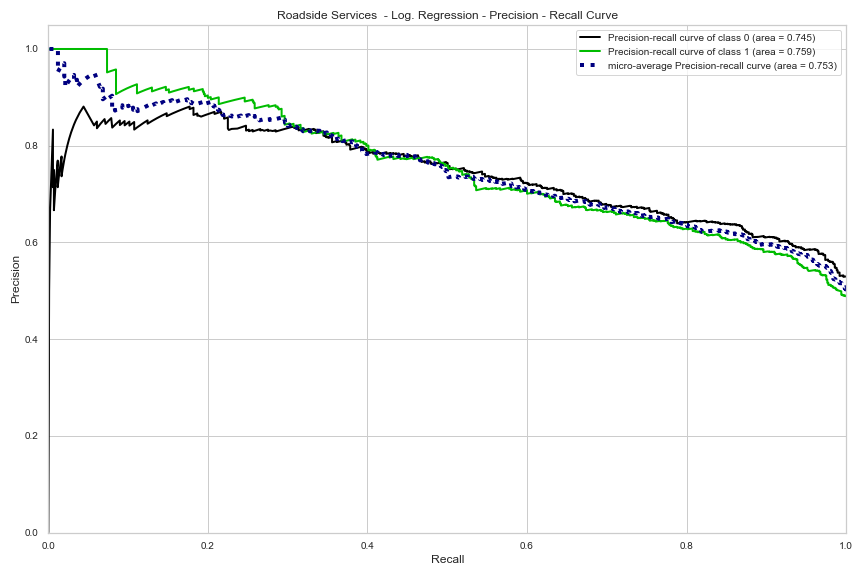 Roadside Services  - Log. Regression - Precision - Recall Curve
Precision-recall curve of class 0 (area = 0.745)
Precision-recall curve of class 1 (area = 0.759)
micro-average Precision-recall curve (area = 0.753)
1.0
0.8
0.6
0.4
0.2
0.0
Precision
0.0 0.2 0.4 0.6 0.8 1.0
Recall